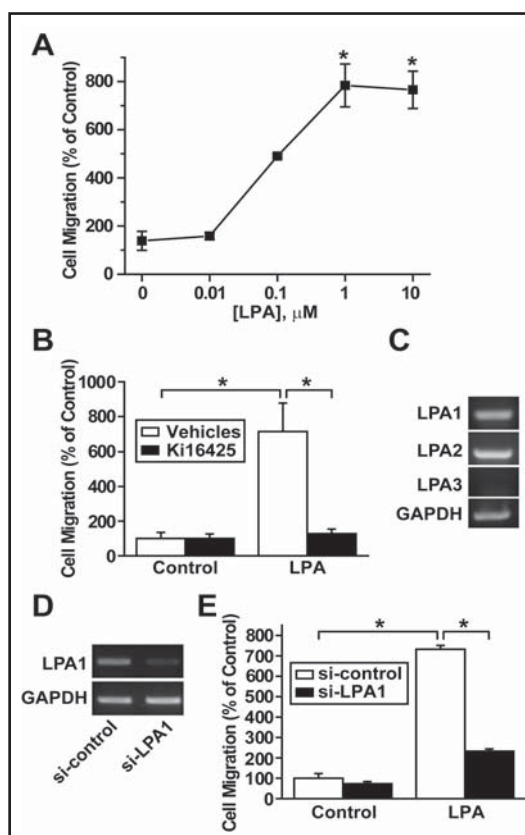 A
Cell Migration (% of Control)
800
600
400
200
0
*
*
0
0.01
0.1
1
10
[LPA], μM
B
Cell Migration (% of Control)
1000
800
600
400
200
0
*
*
Vehicles
Ki16425
Control
LPA
C
LPA1
LPA2
LPA3
GAPDH
D
LPA1
GAPDH
si-control
si-LPA1
E
Cell Migration (% of Control)
800
700
600
500
400
300
200
100
0
*
*
si-control
si-LPA1
Control
LPA